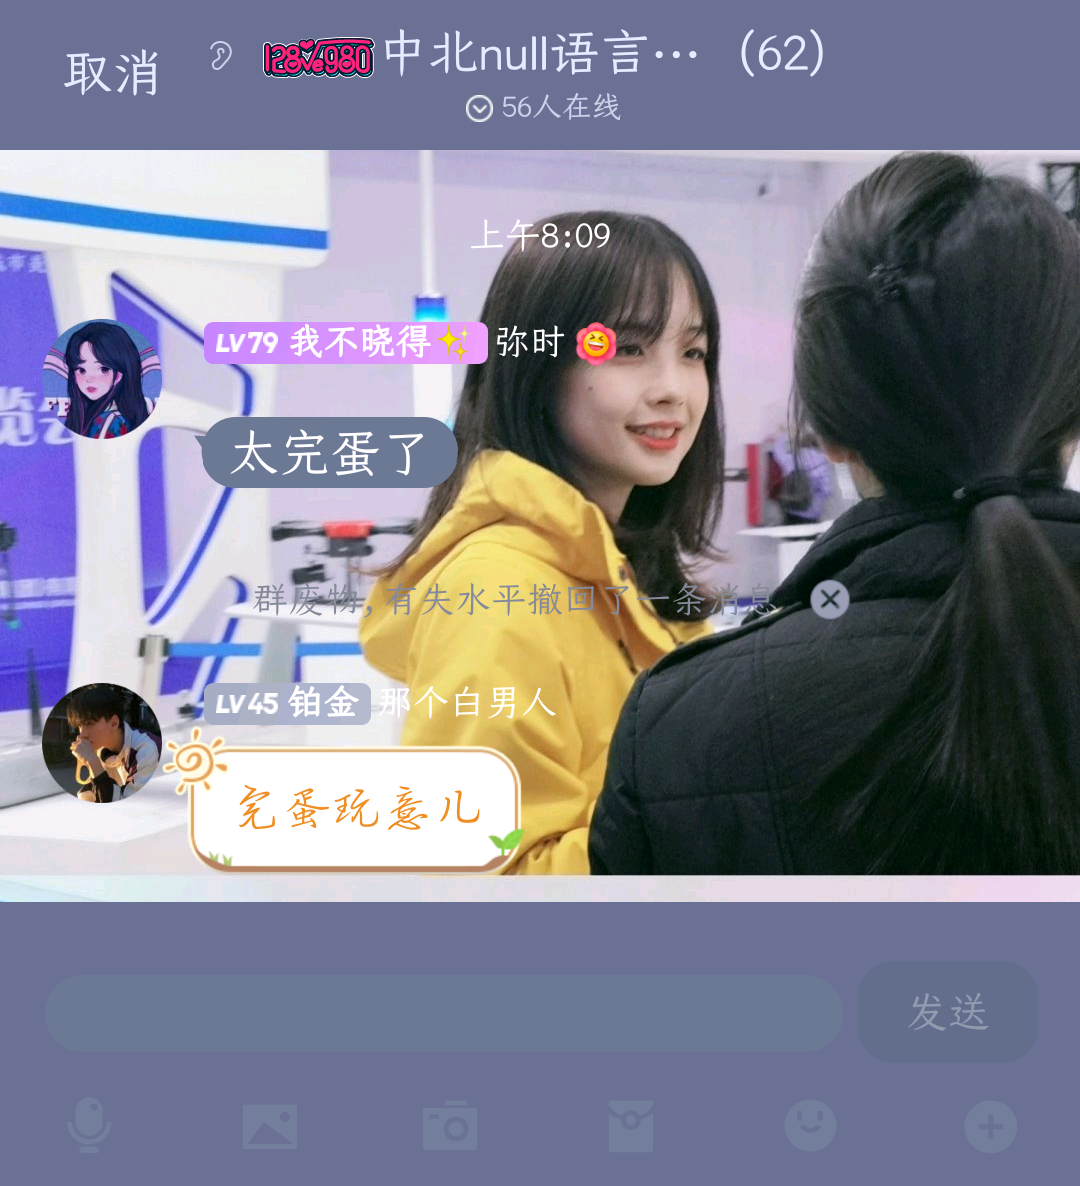 取消
128Ve980 中北null语言… (62)
56人在线
上午8:09
LV79 我不晓得✨ 弥时
太完蛋了
群废物,有失水平撤回了一条消息
LV45 铂金 那个白男人
完蛋玩意儿
发送